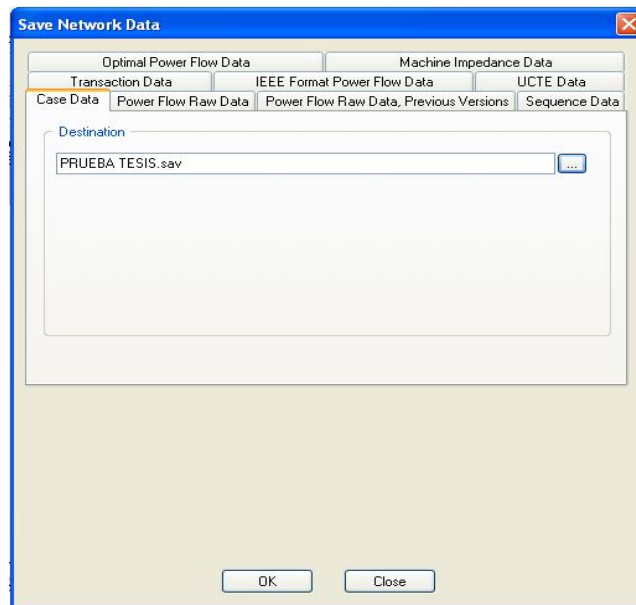 Save Network Data
Optimal Power Flow Data Machine Impedance Data
Transaction Data IEEE Format Power Flow Data UCTE Data
Case Data Power Flow Raw Data Power Flow Raw Data, Previous Versions Sequence Data
Destination
PRUEBA TESIS.sav ...
OK Close